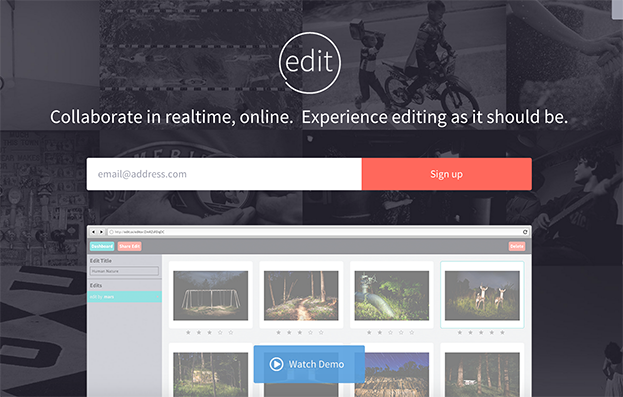 edit
Collaborate in realtime, online. Experience editing as it should be.
email@address.com
Sign up
Dashboard
Share Edit
Delete
Edit Title
Human Nature
Edits
Watch Demo